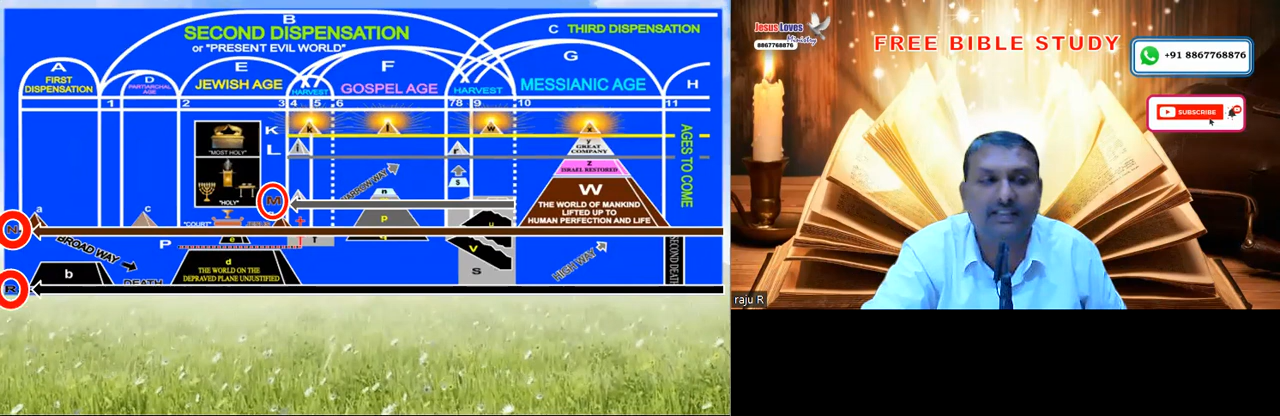 B
SECOND DISPENSATION
or "PRESENT EVIL WORLD"
C THIRD DISPENSATION
A
FIRST
DISPENSATION
D
PARTIARCHAL
AGE
E
JEWISH AGE
HARVEST
F
GOSPEL AGE
HARVEST
G
MESSIANIC AGE
H
1 2 3 4 5 6 7 8 9 10 11
K
L
M
N
P
R
"MOST HOLY"
"HOLY"
"COURT"
a
b
BROAD WAY
DEATH
c
e
d
THE WORLD ON THE
DEPRAVED PLANE UNJUSTIFIED
k
i
t
NARROW WAY
l
n
p
q
w
r
s
u
V
S
x
y
GREAT
COMPANY
Z
ISRAEL RESTORED
W
THE WORLD OF MANKIND
LIFTED UP TO
HUMAN PERFECTION AND LIFE
HIGH WAY
AGES TO COME
SECOND DEATH
Jesus Loves
Ministry
8867768876
FREE BIBLE STUDY
+91 8867768876
SUBSCRIBE
raju R